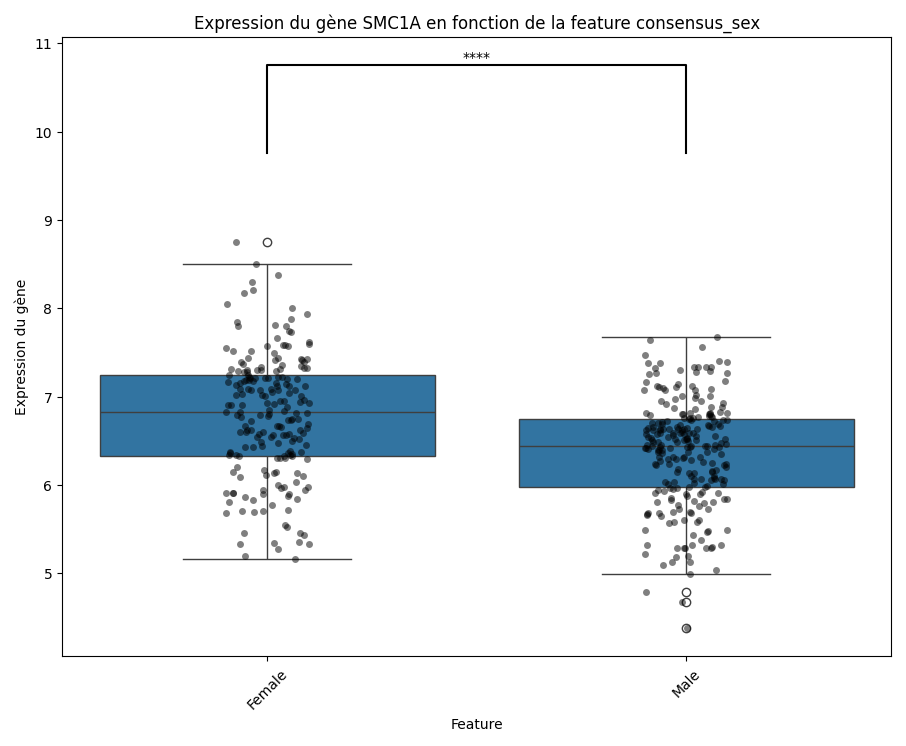 Expression du gène SMC1A en fonction de la feature consensus_sex
****
11
10
9
8
7
6
5
Expression du gène
Female
Male
Feature